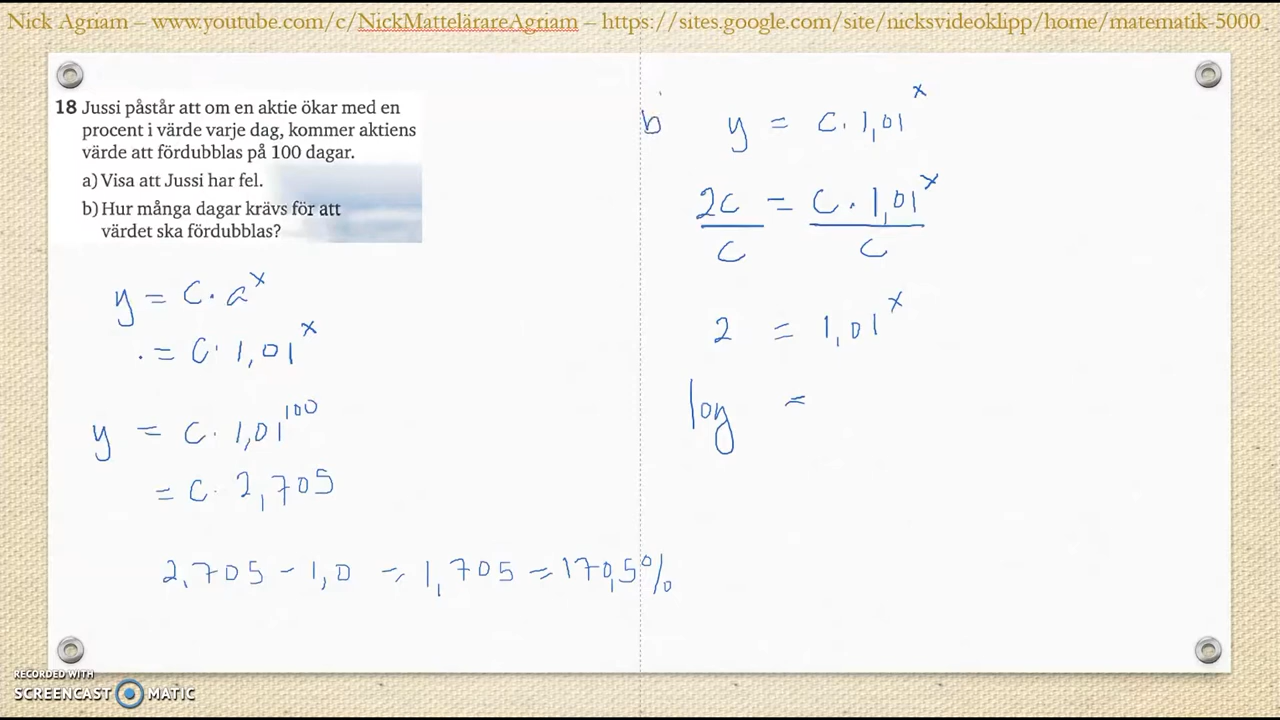 Nick Agriam – www.youtube.com/c/NickMattelärareAgriam – https://sites.google.com/site/nicksvideoklipp/home/matematik-5000
18 Jussi påstår att om en aktie ökar med en
procent i värde varje dag, kommer aktiens
värde att fördubblas på 100 dagar.
a) Visa att Jussi har fel.
b) Hur många dagar krävs för att
värdet ska fördubblas?
y = C · a^x
· = C · 1,01^x
y = C · 1,01^100
= C · 2,705
2,705 - 1,0 = 1,705 = 170,5%
b y = C · 1,01^x
2C/C = C · 1,01^x/C
2 = 1,01^x
log =
RECORDED WITH
SCREENCAST MATIC